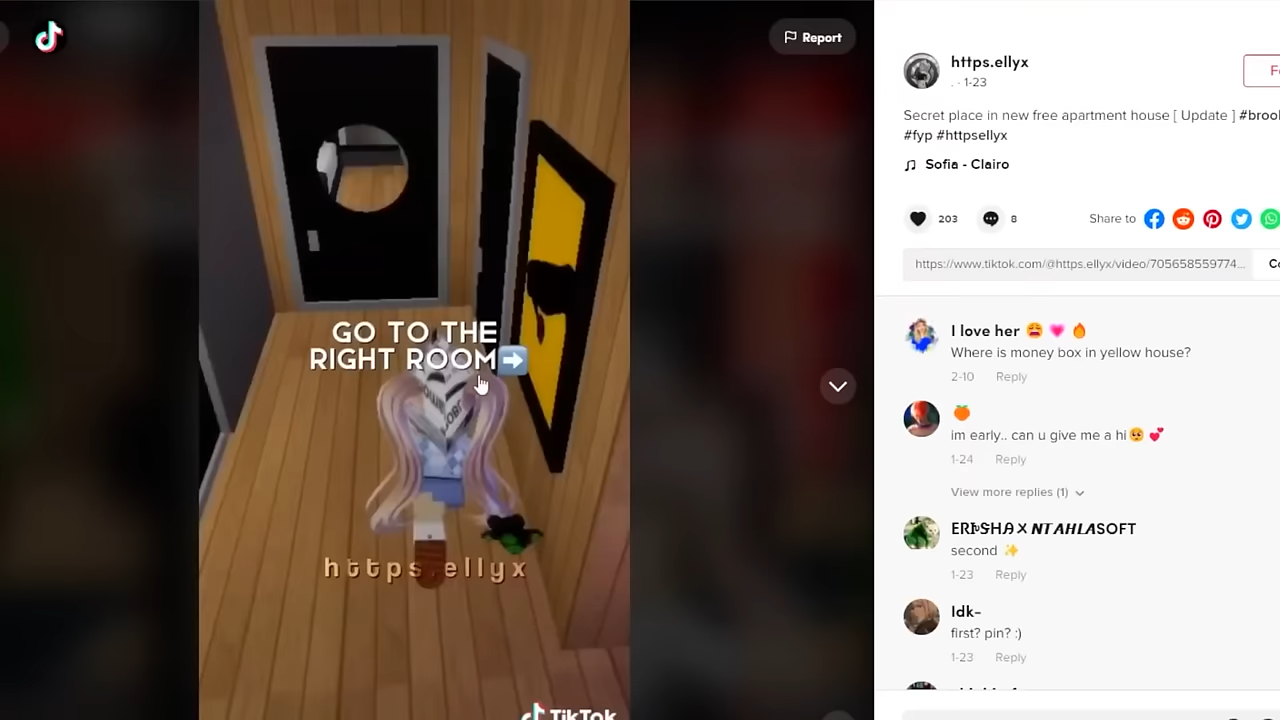 Report
GO TO THE
RIGHT ROOM➡️
https.ellyx
TikTok
https.ellyx
. · 1-23
Secret place in new free apartment house [ Update ]
#fyp #httpsellyx
Sofia - Clairo
203
8
Share to
https://www.tiktok.com/@https.ellyx/video/705658559774...
I love her 😩 💗 🔥
Where is money box in yellow house?
2-10 Reply
🍊
im early.. can u give me a hi🥺 💕
1-24 Reply
View more replies (1)
second ✨
1-23 Reply
Idk-
first? pin? :)
1-23 Reply